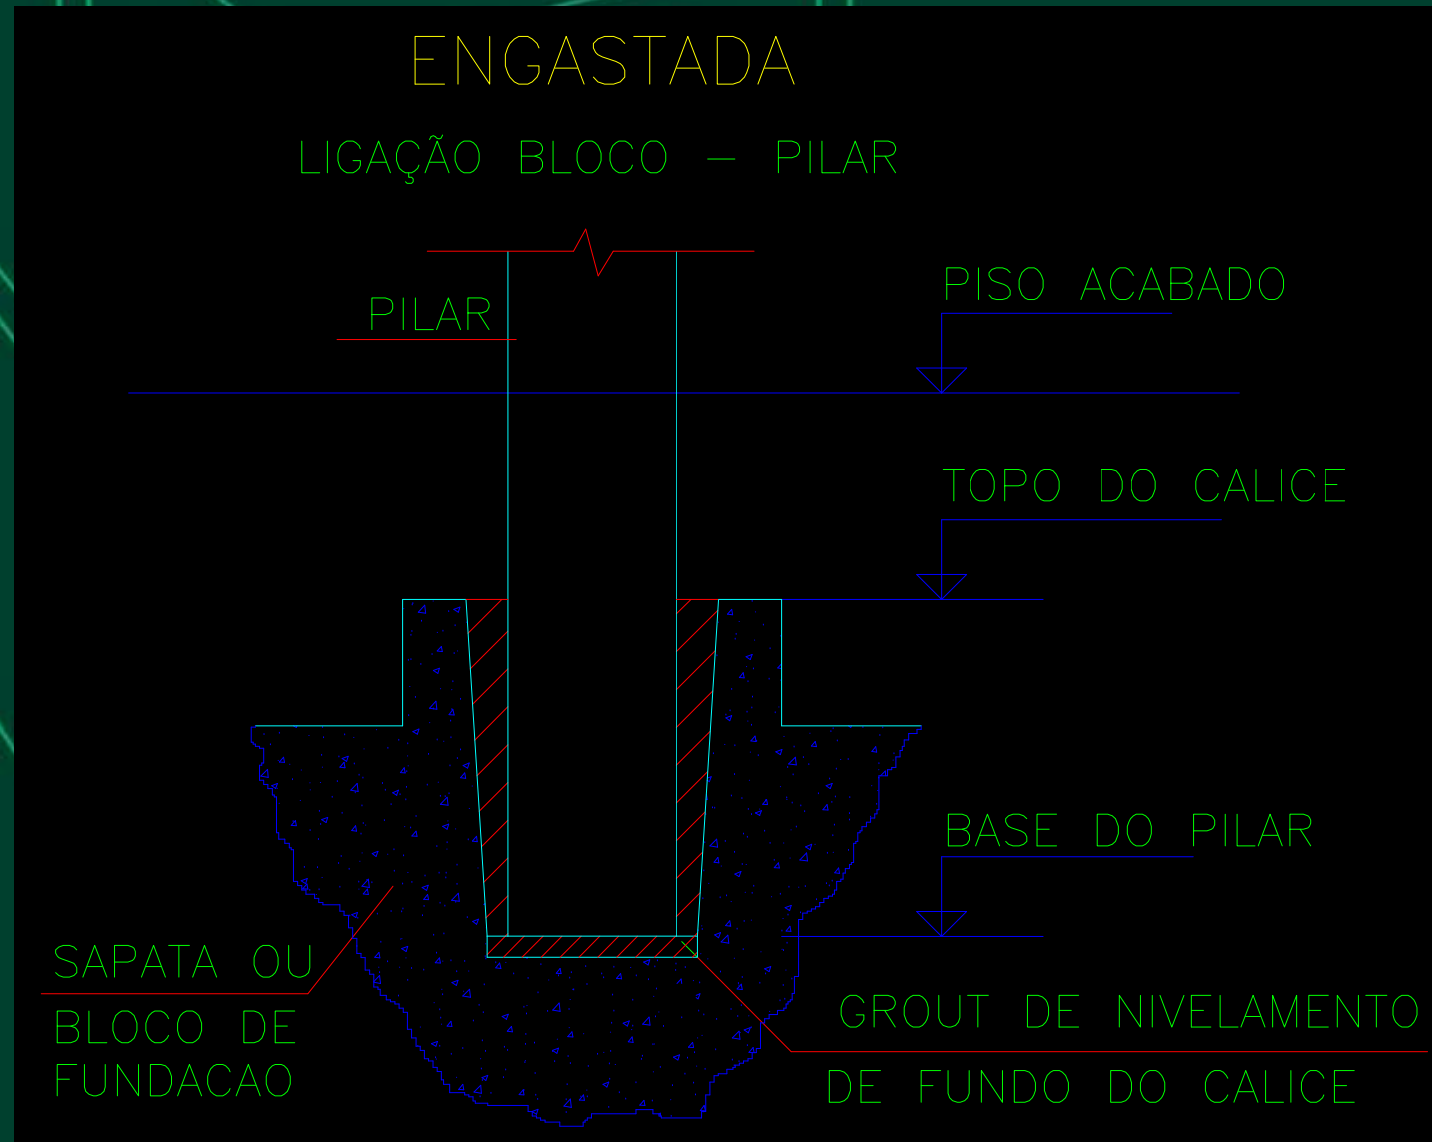 ENGASTADA
LIGAÇÃO BLOCO – PILAR
PILAR
PISO ACABADO
TOPO DO CALICE
BASE DO PILAR
SAPATA OU
BLOCO DE
FUNDACAO
GROUT DE NIVELAMENTO
DE FUNDO DO CALICE